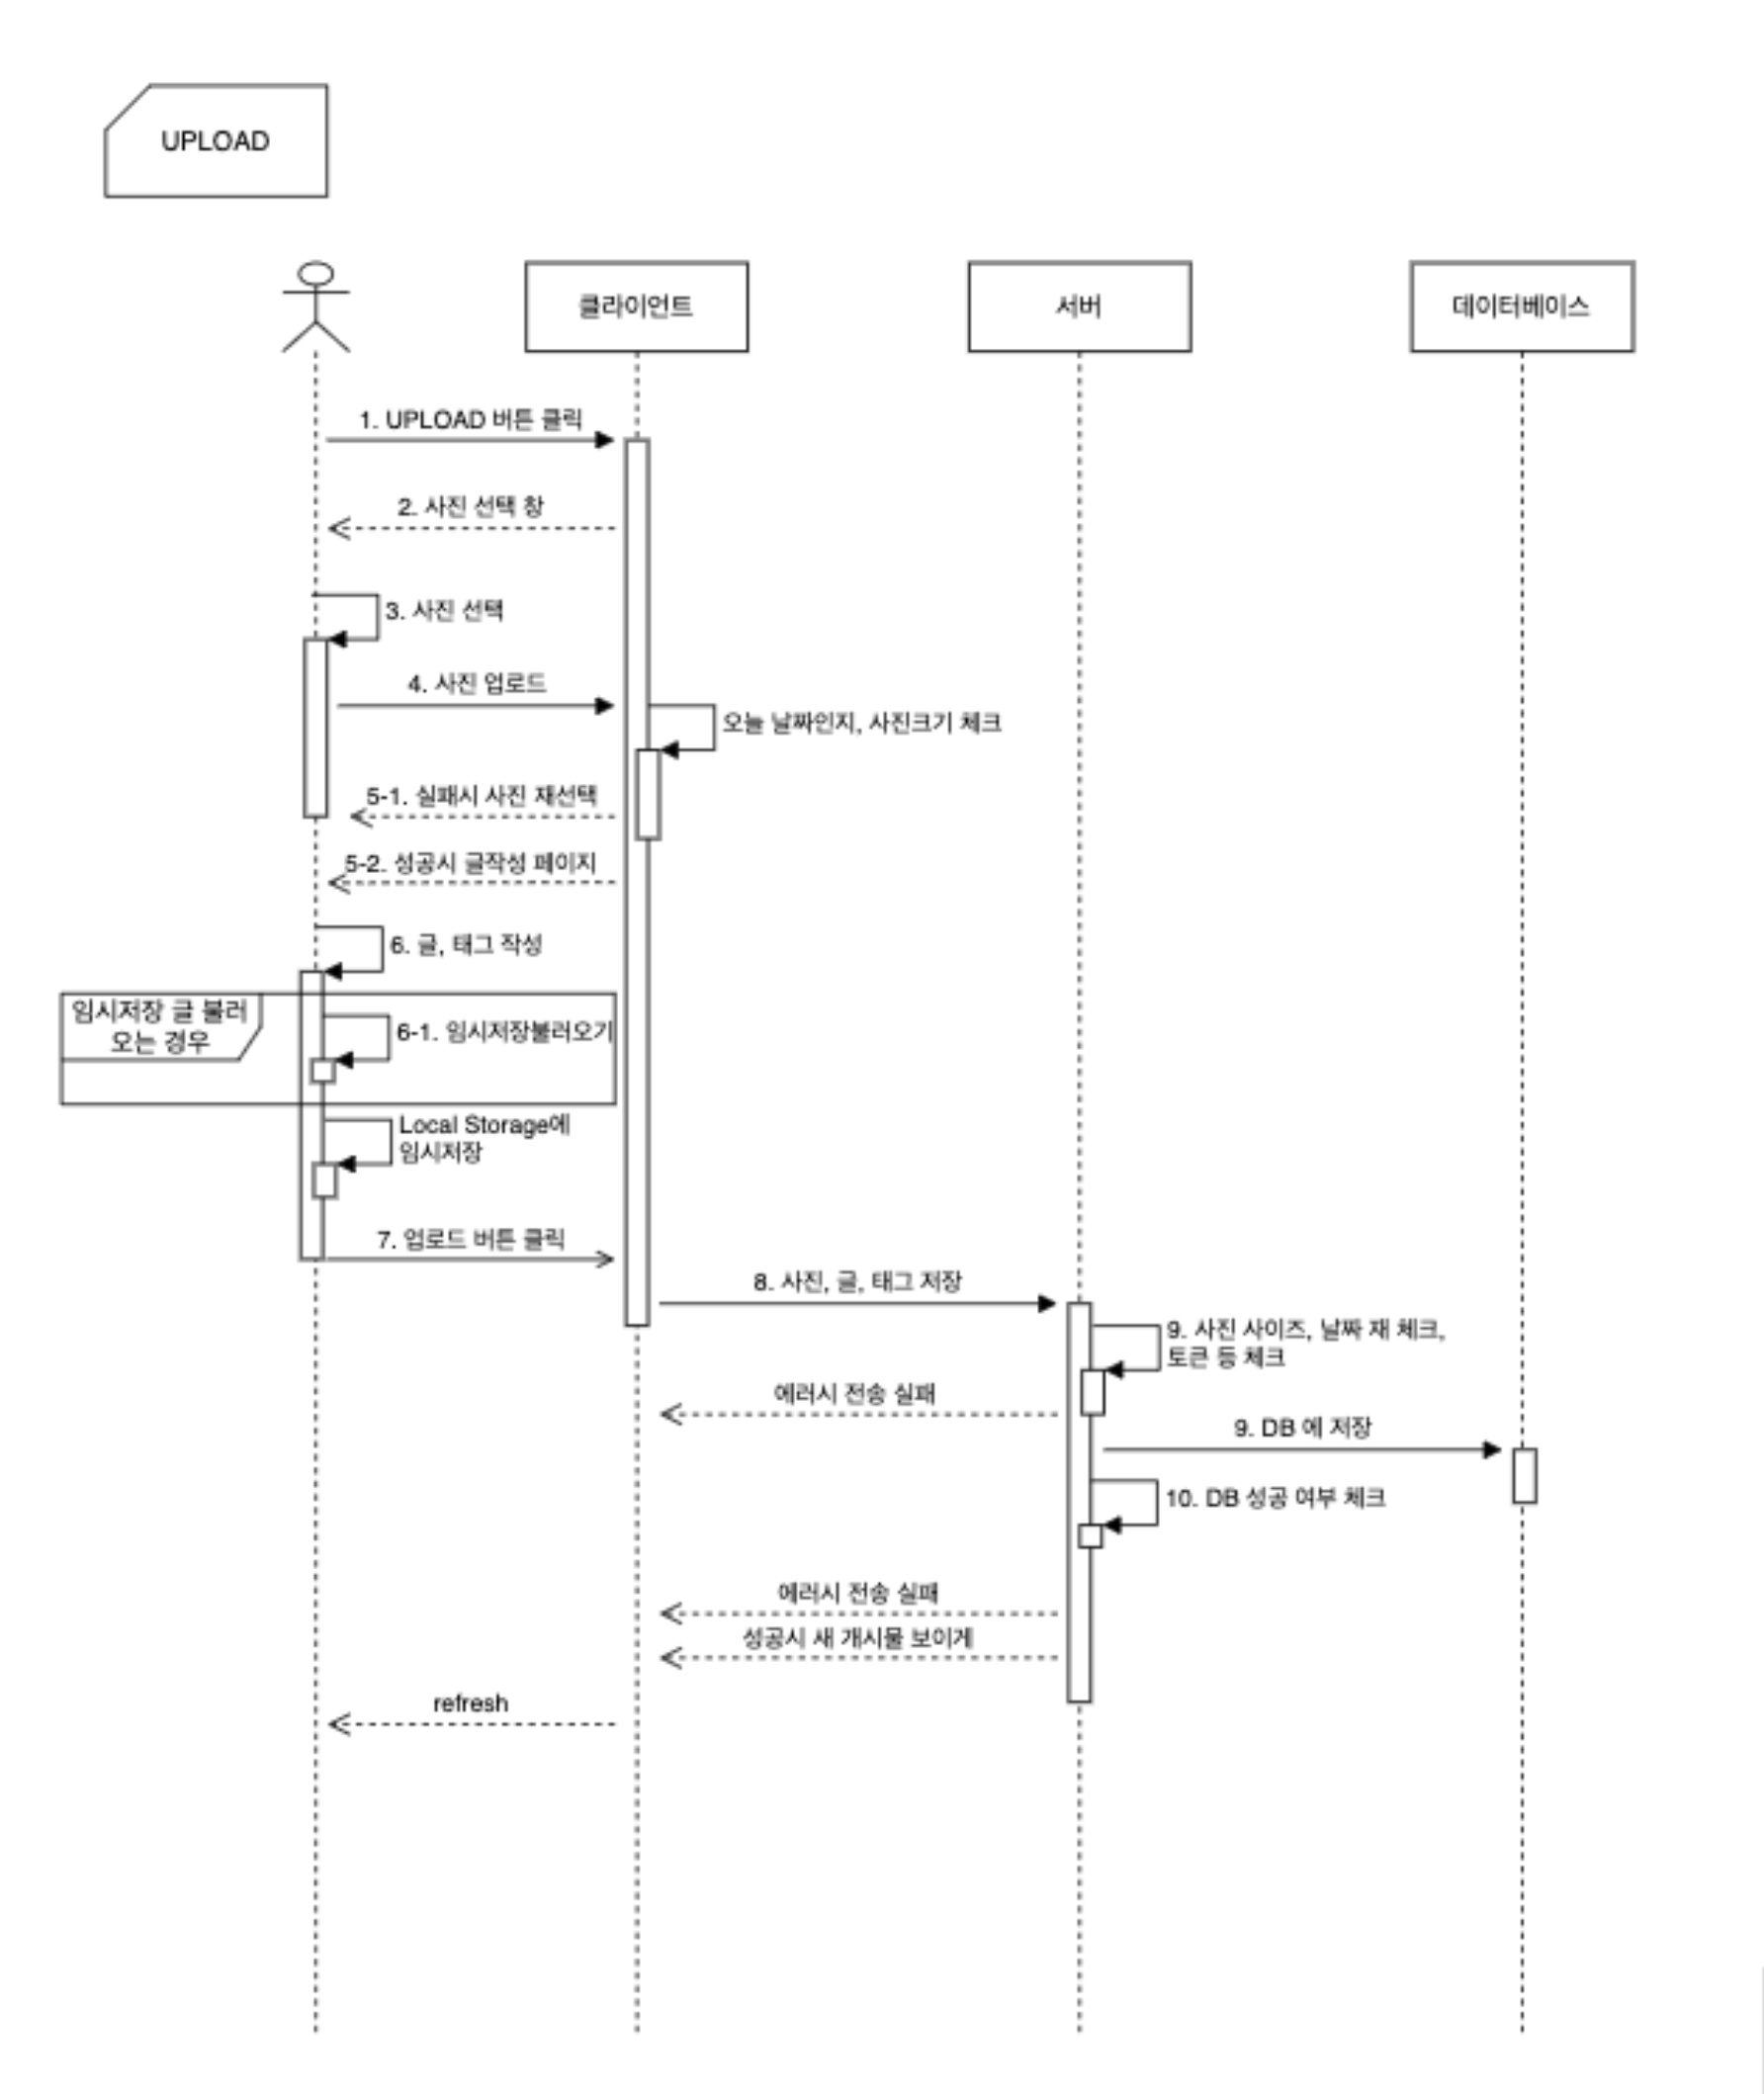 UPLOAD
클라이언트
서버
데이터베이스
1. UPLOAD 버튼 클릭
2. 사진 선택 창
3. 사진 선택
4. 사진 업로드
오늘 날짜인지, 사진크기 체크
5-1. 실패시 사진 재선택
5-2. 성공시 글작성 페이지
6. 글, 태그 작성
임시저장 글 불러
오는 경우
6-1. 임시저장불러오기
Local Storage에
임시저장
7. 업로드 버튼 클릭
8. 사진, 글, 태그 저장
9. 사진 사이즈, 날짜 재 체크,
토큰 등 체크
에러시 전송 실패
9. DB 에 저장
10. DB 성공 여부 체크
에러시 전송 실패
성공시 새 개시물 보이게
refresh